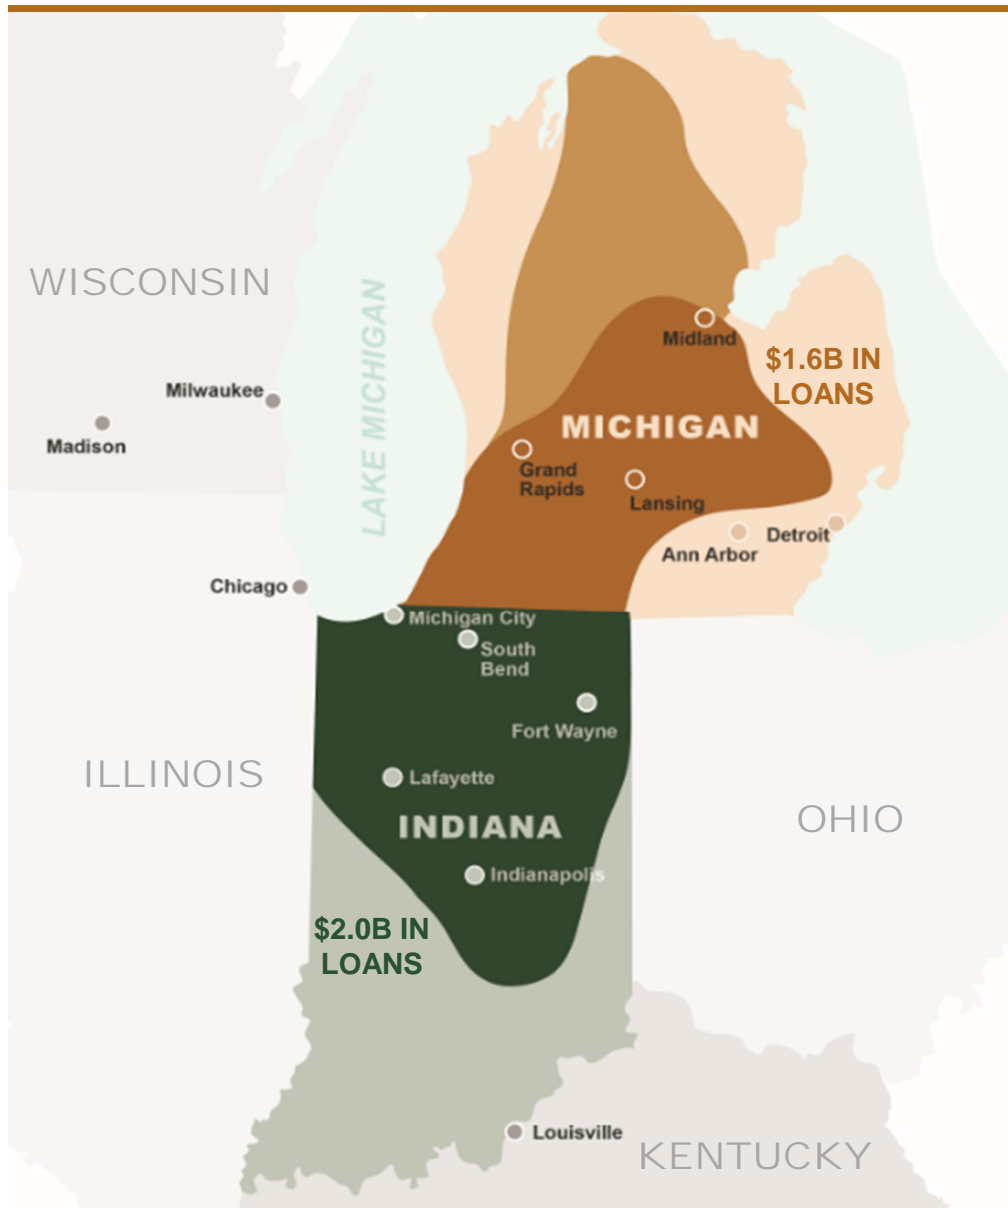 WISCONSIN
LAKE MICHIGAN
Midland
$1.6B IN
LOANS
Milwaukee
Madison
MICHIGAN
Grand
Rapids
Lansing
Detroit
Ann Arbor
Chicago
Michigan City
South
Bend
Fort Wayne
ILLINOIS
Lafayette
OHIO
INDIANA
Indianapolis
$2.0B IN
LOANS
Louisville
KENTUCKY